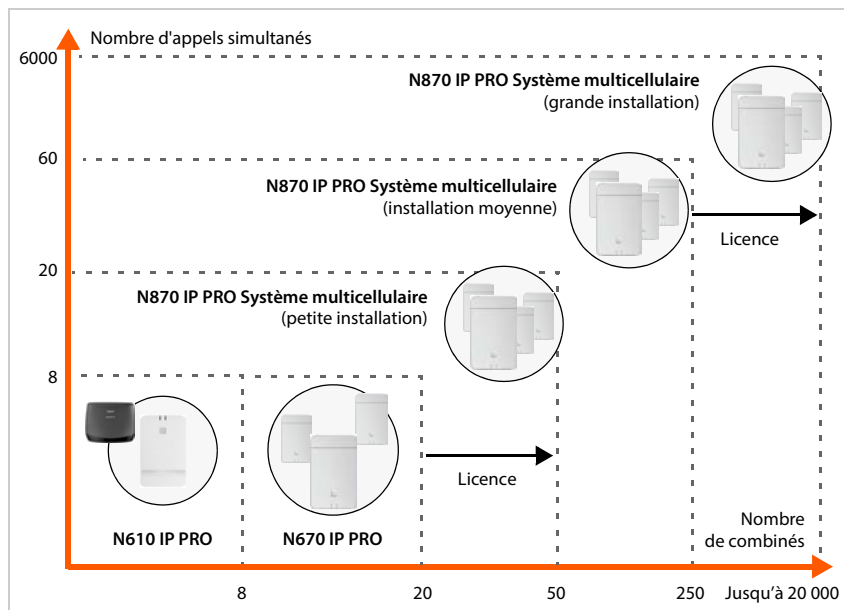 Nombre d'appels simultanés
6000
N870 IP PRO Système multicellulaire
(grande installation)
60
N870 IP PRO Système multicellulaire
(installation moyenne)
Licence
20
N870 IP PRO Système multicellulaire
(petite installation)
8
Licence
N610 IP PRO
N670 IP PRO
Nombre
de combinés
8
20
50
250
Jusqu'à 20 000